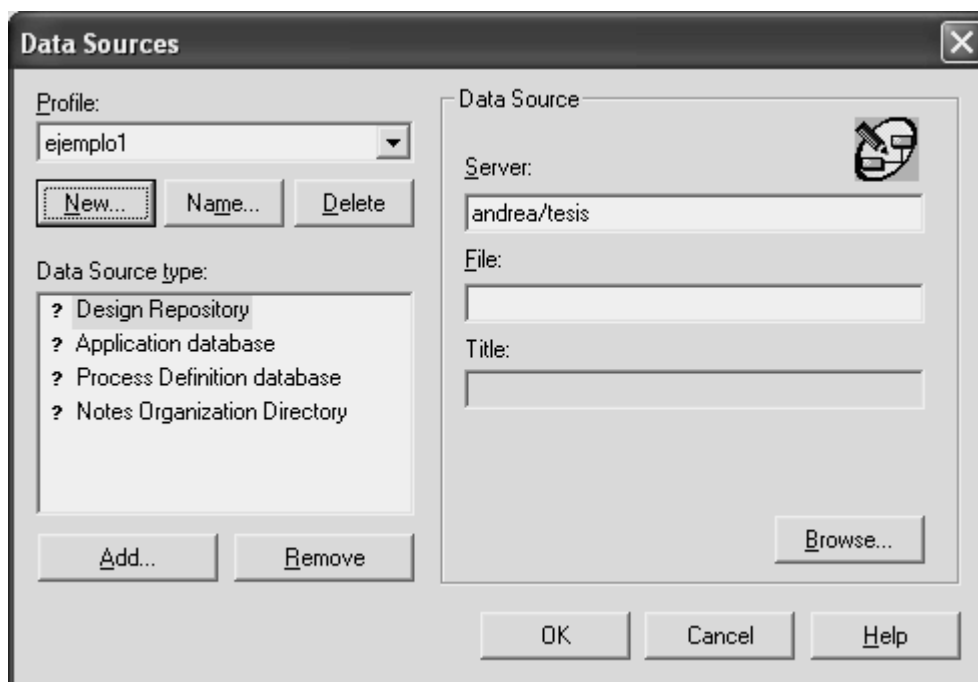 Data Sources
Profile:
ejemplo1
New... Name... Delete
Data Source type:
? Design Repository
? Application database
? Process Definition database
? Notes Organization Directory
Add... Remove
Data Source
Server:
andrea/tesis
File:
Title:
Browse...
OK Cancel Help